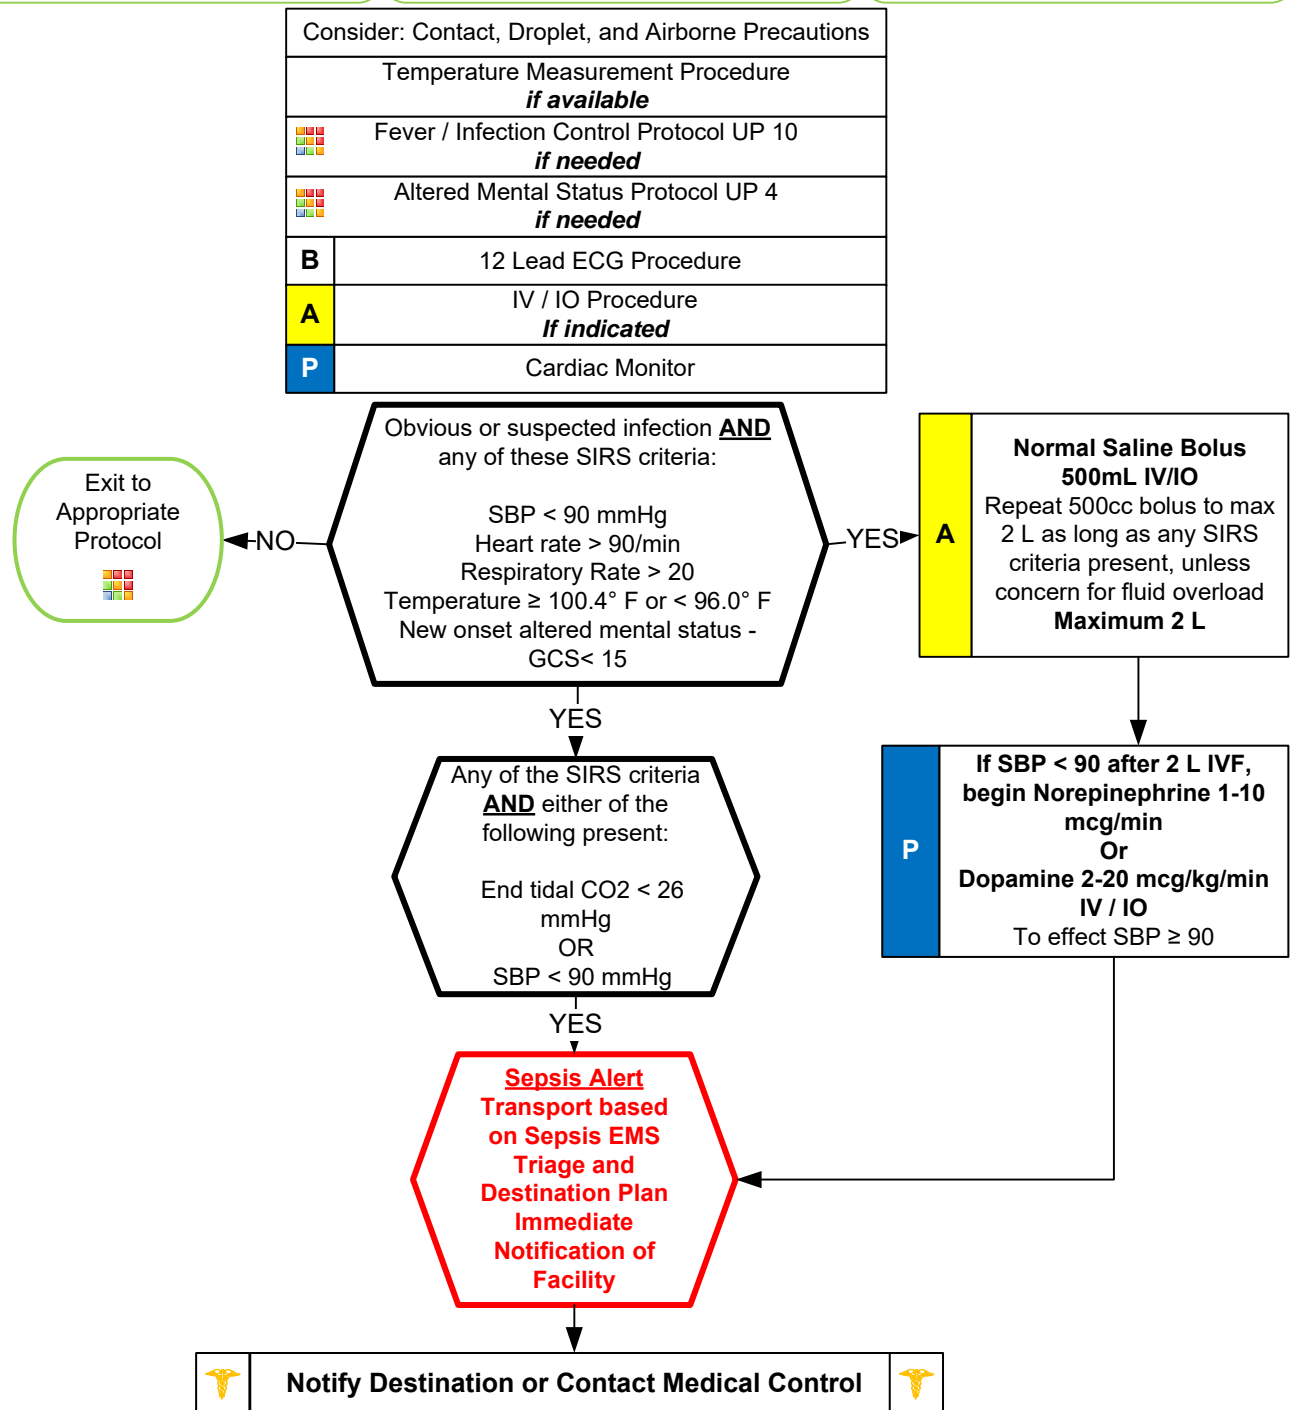 Consider: Contact, Droplet, and Airborne Precautions
Temperature Measurement Procedure
if available
Fever / Infection Control Protocol UP 10
if needed
Altered Mental Status Protocol UP 4
if needed
B
12 Lead ECG Procedure
A
IV / IO Procedure
If indicated
P
Cardiac Monitor
Obvious or suspected infection AND
any of these SIRS criteria:
SBP < 90 mmHg
Heart rate > 90/min
Respiratory Rate > 20
Temperature ≥ 100.4° F or < 96.0° F
New onset altered mental status -
GCS< 15
NO
Exit to
Appropriate
Protocol
YES
A
Normal Saline Bolus
500mL IV/IO
Repeat 500cc bolus to max
2 L as long as any SIRS
criteria present, unless
concern for fluid overload
Maximum 2 L
YES
Any of the SIRS criteria
AND either of the
following present:
End tidal CO2 < 26
mmHg
OR
SBP < 90 mmHg
P
If SBP < 90 after 2 L IVF,
begin Norepinephrine 1-10
mcg/min
Or
Dopamine 2-20 mcg/kg/min
IV / IO
To effect SBP ≥ 90
YES
Sepsis Alert
Transport based
on Sepsis EMS
Triage and
Destination Plan
Immediate
Notification of
Facility
Notify Destination or Contact Medical Control